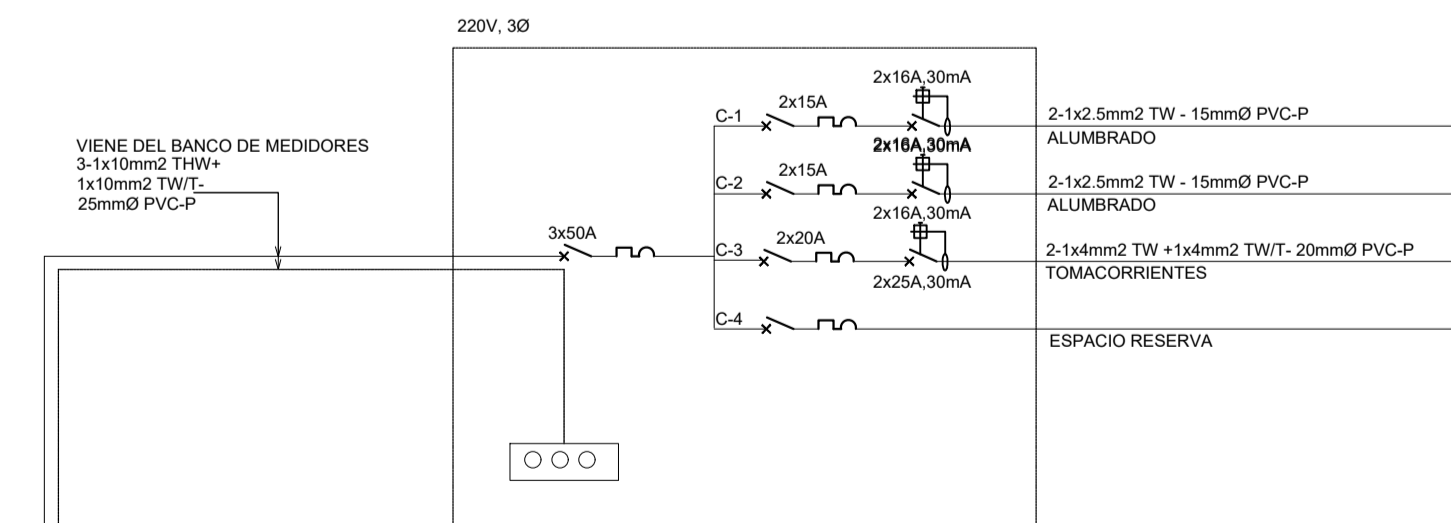 220V, 3Ø
VIENE DEL BANCO DE MEDIDORES
3-1x10mm2 THW+
1x10mm2 TW/T-
25mmØ PVC-P
3x50A
C-1
2x15A
2x16A,30mA
2-1x2.5mm2 TW - 15mmØ PVC-P
ALUMBRADO
C-2
2x15A
2x16A,30mA
2-1x2.5mm2 TW - 15mmØ PVC-P
ALUMBRADO
C-3
2x20A
2x16A,30mA
2x25A,30mA
2-1x4mm2 TW +1x4mm2 TW/T- 20mmØ PVC-P
TOMACORRIENTES
C-4
ESPACIO RESERVA